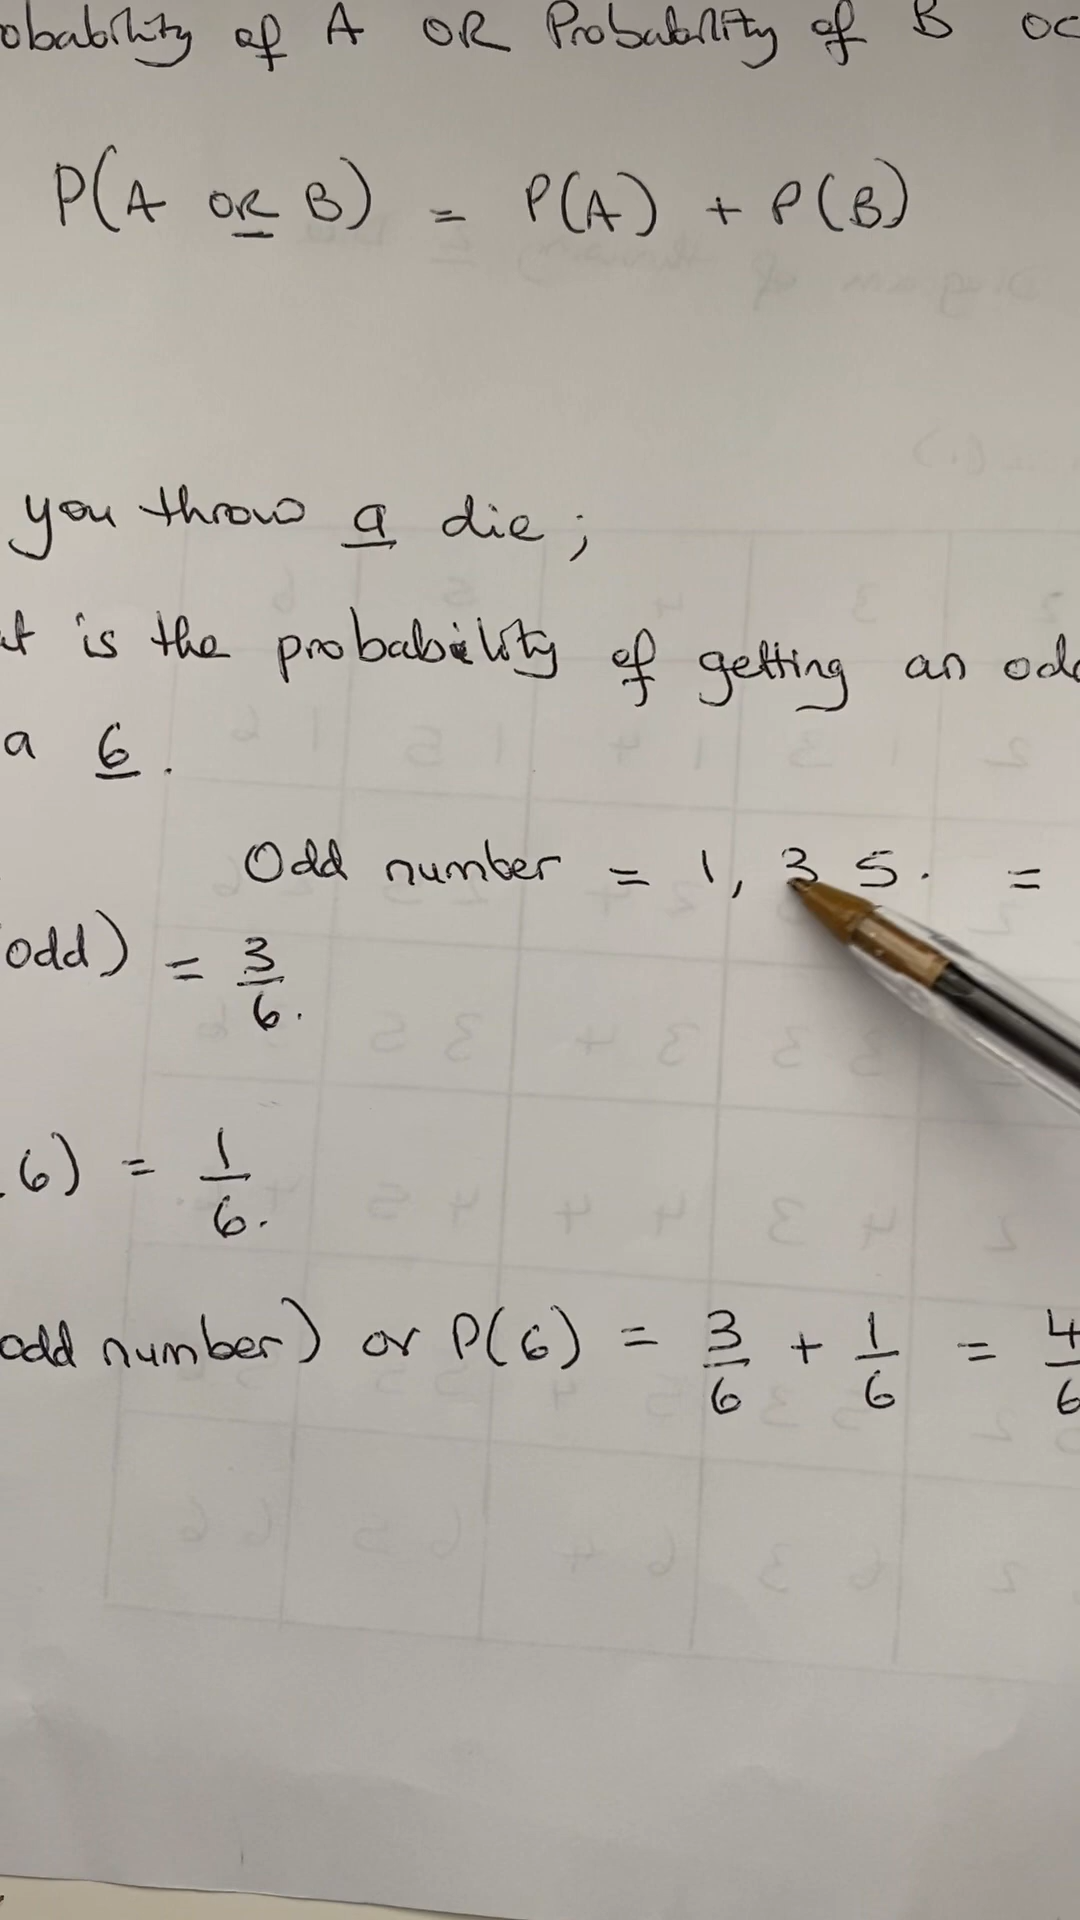 obability of A OR Probability of B oc
P(A OR B) = P(A) + P(B)
you throw a die;
t is the probability of getting an odd
a 6.
Odd number = 1, 3 5. =
odd) = 3/6.
6) = 1/6.
odd number) or P(6) = 3/6 + 1/6 = 4/6